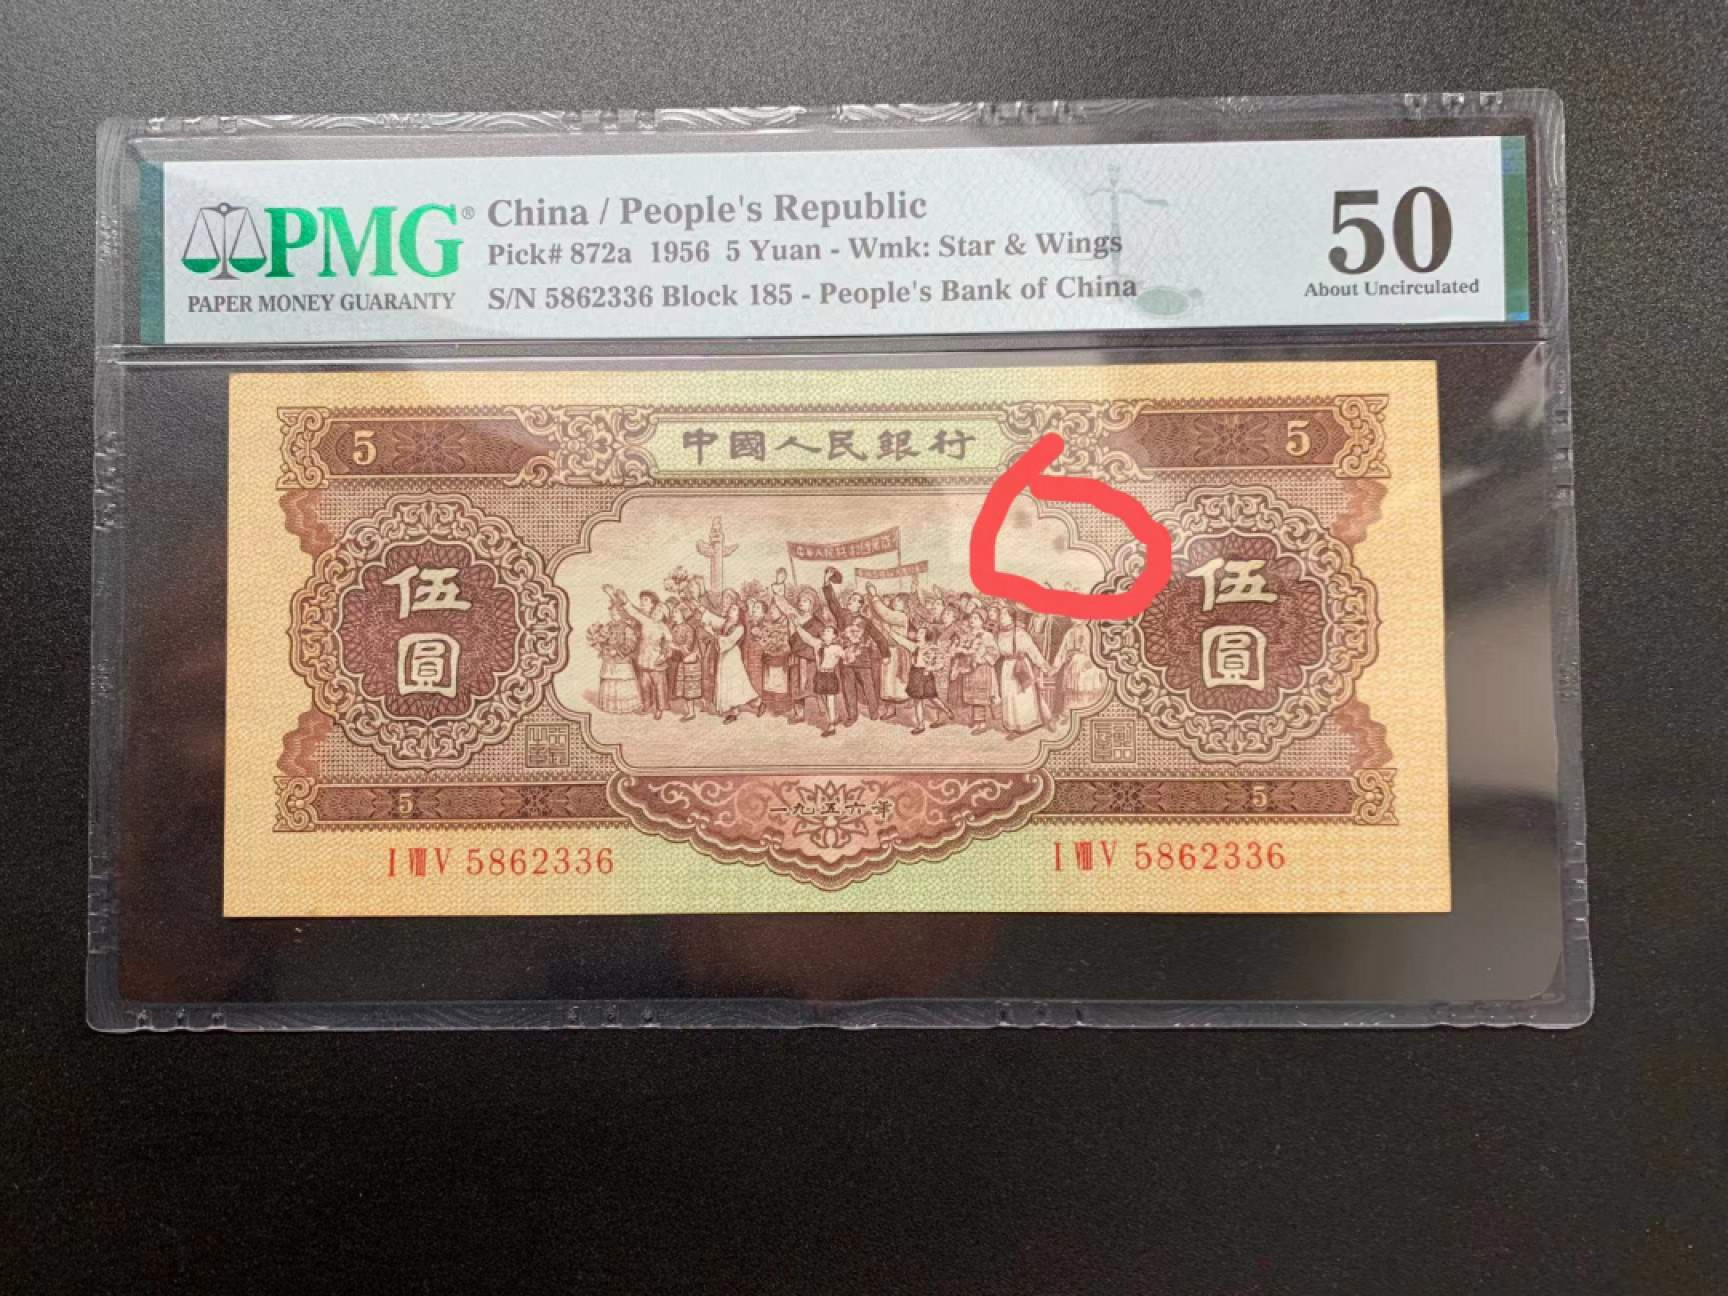 PMG® China / People's Republic
Pick# 872a 1956 5 Yuan - Wmk: Star & Wings
PAPER MONEY GUARANTY S/N 5862336 Block 185 - People's Bank of China
50
About Uncirculated
5 中國人民銀行 5
伍圓 伍圓
5 一九五六年 5
I VIII V 5862336 I VIII V 5862336